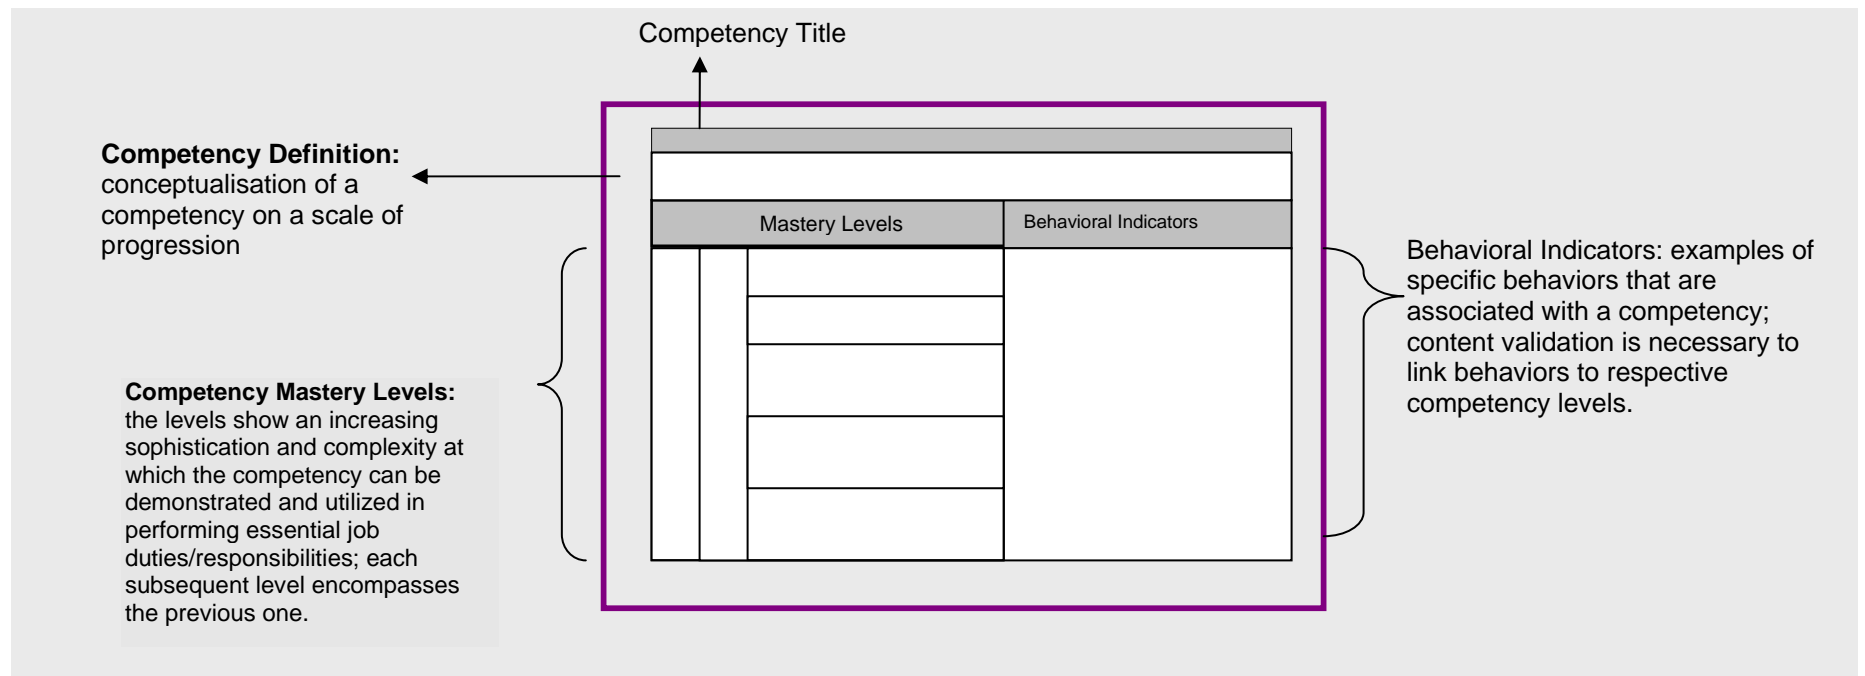 Competency Title
Competency Definition:
conceptualisation of a
competency on a scale of
progression
Mastery Levels
Behavioral Indicators
Competency Mastery Levels:
the levels show an increasing
sophistication and complexity at
which the competency can be
demonstrated and utilized in
performing essential job
duties/responsibilities; each
subsequent level encompasses
the previous one.
Behavioral Indicators: examples of
specific behaviors that are
associated with a competency;
content validation is necessary to
link behaviors to respective
competency levels.